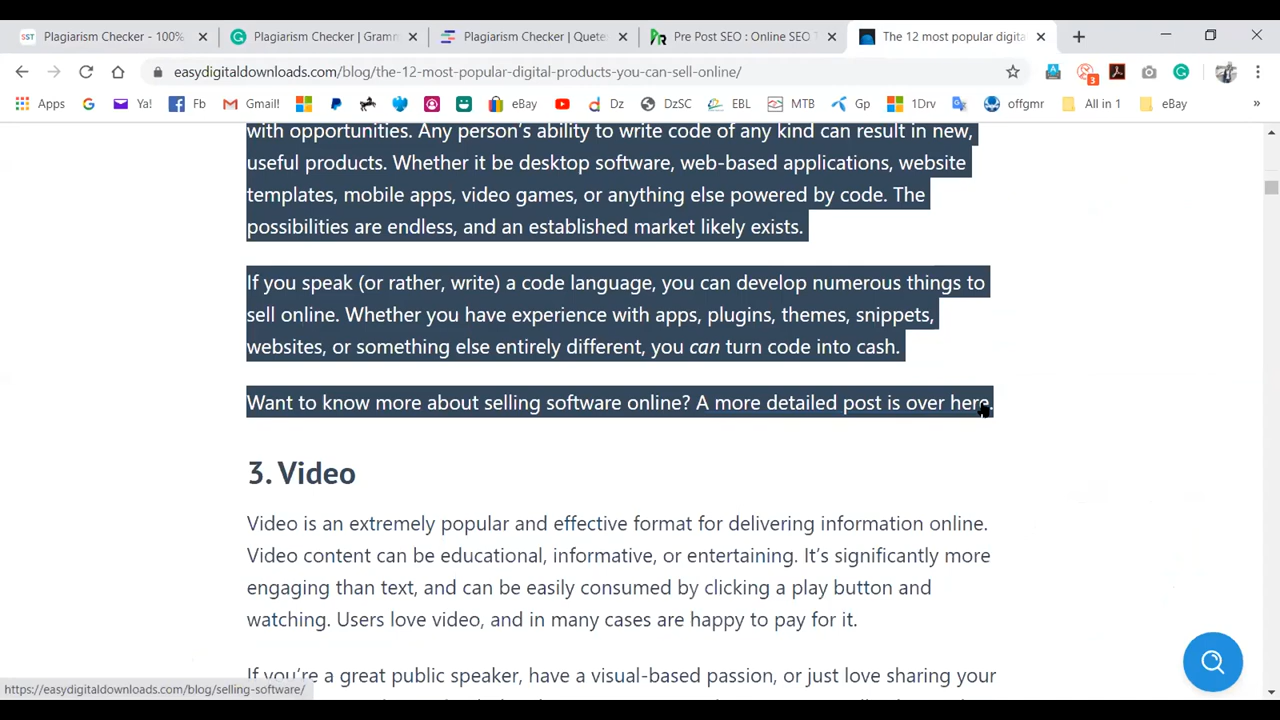 Plagiarism Checker - 100%
Plagiarism Checker | Gramm
Plagiarism Checker | Quetex
Pre Post SEO : Online SEO T
The 12 most popular digita
easydigitaldownloads.com/blog/the-12-most-popular-digital-products-you-can-sell-online/
3
Apps
Ya!
Fb
Gmail!
eBay
Dz
DzSC
EBL
MTB
Gp
1Drv
offgmr
All in 1
eBay
»
with opportunities. Any person's ability to write code of any kind can result in new,
useful products. Whether it be desktop software, web-based applications, website
templates, mobile apps, video games, or anything else powered by code. The
possibilities are endless, and an established market likely exists.
If you speak (or rather, write) a code language, you can develop numerous things to
sell online. Whether you have experience with apps, plugins, themes, snippets,
websites, or something else entirely different, you can turn code into cash.
Want to know more about selling software online? A more detailed post is over here.
3. Video
Video is an extremely popular and effective format for delivering information online.
Video content can be educational, informative, or entertaining. It's significantly more
engaging than text, and can be easily consumed by clicking a play button and
watching. Users love video, and in many cases are happy to pay for it.
If you're a great public speaker, have a visual-based passion, or just love sharing your
https://easydigitaldownloads.com/blog/selling-software/